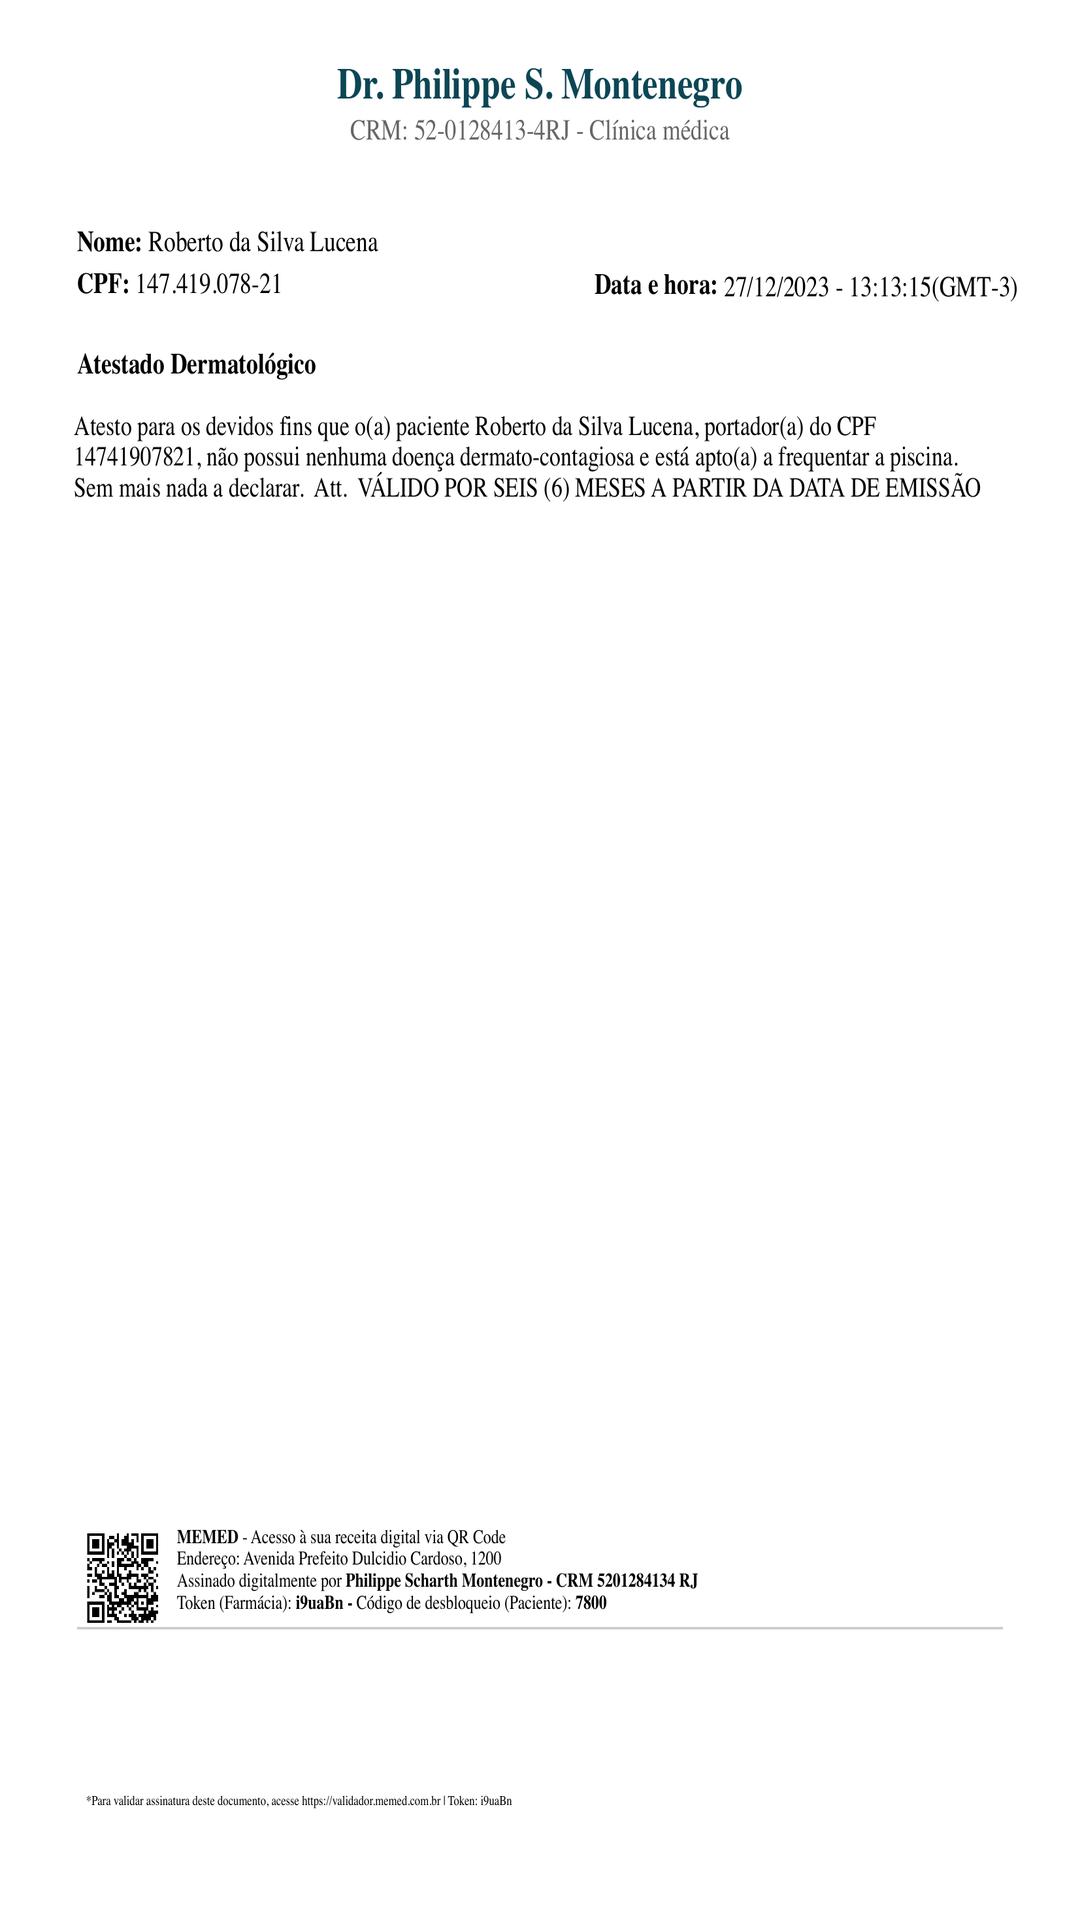 Dr. Philippe S. Montenegro
CRM: 52-0128413-4RJ - Clínica médica
Nome: Roberto da Silva Lucena
CPF: 147.419.078-21
Data e hora: 27/12/2023 - 13:13:15(GMT-3)
Atestado Dermatológico
Atesto para os devidos fins que o(a) paciente Roberto da Silva Lucena, portador(a) do CPF
14741907821, não possui nenhuma doença dermato-contagiosa e está apto(a) a frequentar a piscina.
Sem mais nada a declarar. Att. VÁLIDO POR SEIS (6) MESES A PARTIR DA DATA DE EMISSÃO
MEMED - Acesso à sua receita digital via QR Code
Endereço: Avenida Prefeito Dulcidio Cardoso, 1200
Assinado digitalmente por Philippe Scharth Montenegro - CRM 5201284134 RJ
Token (Farmácia): i9uaBn - Código de desbloqueio (Paciente): 7800
*Para validar assinatura deste documento, acesse https://validador.memed.com.br | Token: i9uaBn